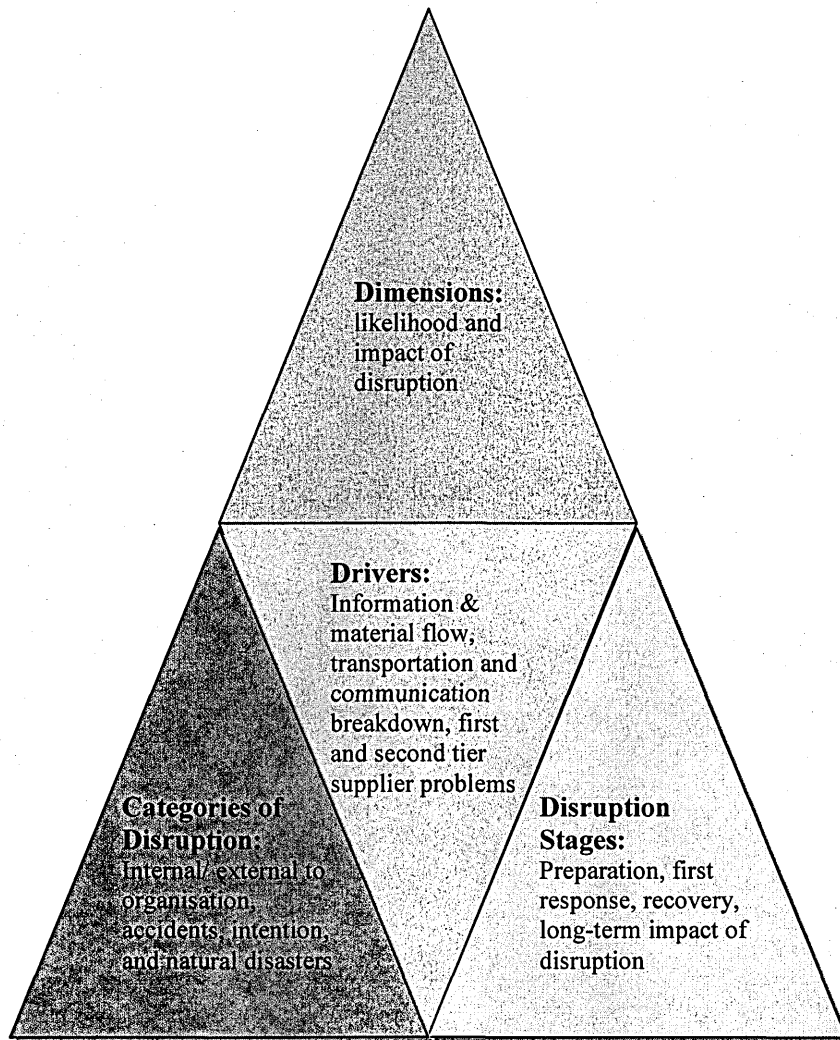 Dimensions:
likelihood and
impact of
disruption
Drivers:
Information &
material flow,
transportation and
communication
breakdown, first
and second tier
supplier problems
Categories of
Disruption:
Internal/ external to
organisation,
accidents, intention,
and natural disasters
Disruption
Stages:
Preparation, first
response, recovery,
long-term impact of
disruption